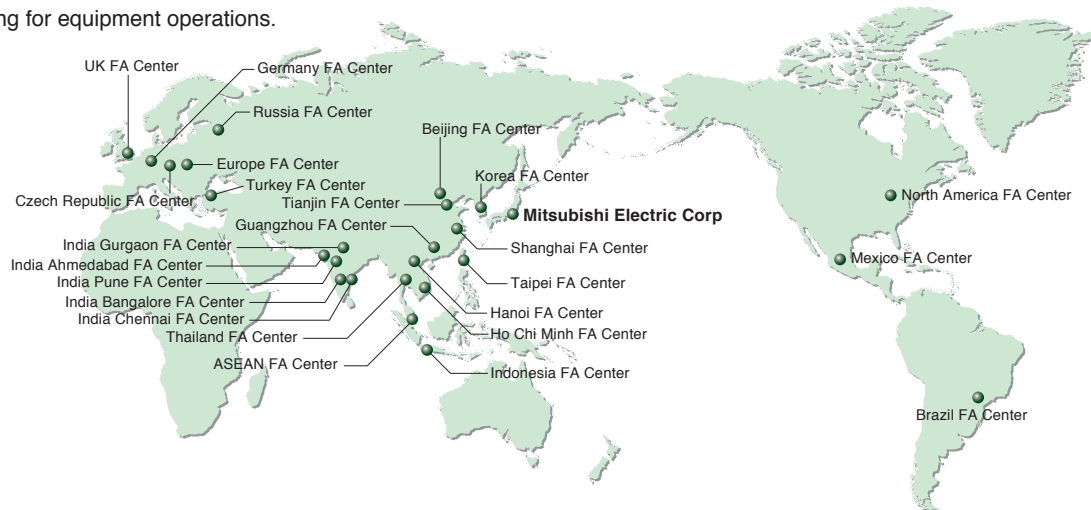 ng for equipment operations.
UK FA Center
Germany FA Center
Russia FA Center
Beijing FA Center
Europe FA Center
Korea FA Center
Turkey FA Center
Czech Republic FA Center
Tianjin FA Center
North America FA Center
Mitsubishi Electric Corp
Guangzhou FA Center
India Gurgaon FA Center
Shanghai FA Center
India Ahmedabad FA Center
Mexico FA Center
India Pune FA Center
Taipei FA Center
India Bangalore FA Center
Hanoi FA Center
India Chennai FA Center
Thailand FA Center
Ho Chi Minh FA Center
ASEAN FA Center
Indonesia FA Center
Brazil FA Center